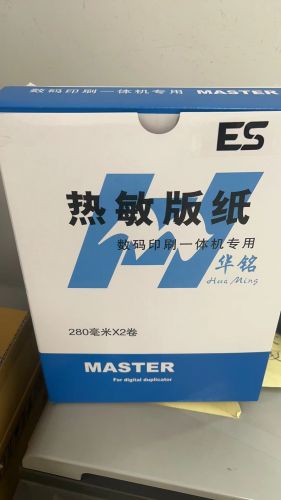 数码印刷一体机专用 MASTER
ES
热敏版纸
数码印刷一体机专用
华铭
Hua Ming
280毫米X2卷
MASTER
For digital duplicator